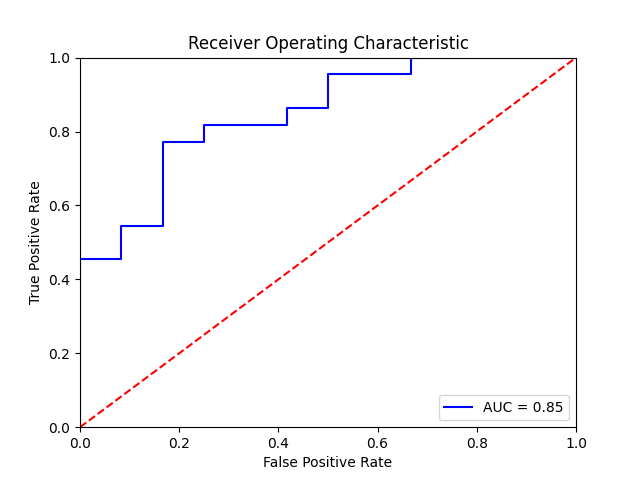 Receiver Operating Characteristic
1.0
0.8
0.6
0.4
0.2
0.0
True Positive Rate
AUC = 0.85
0.0 0.2 0.4 0.6 0.8 1.0
False Positive Rate